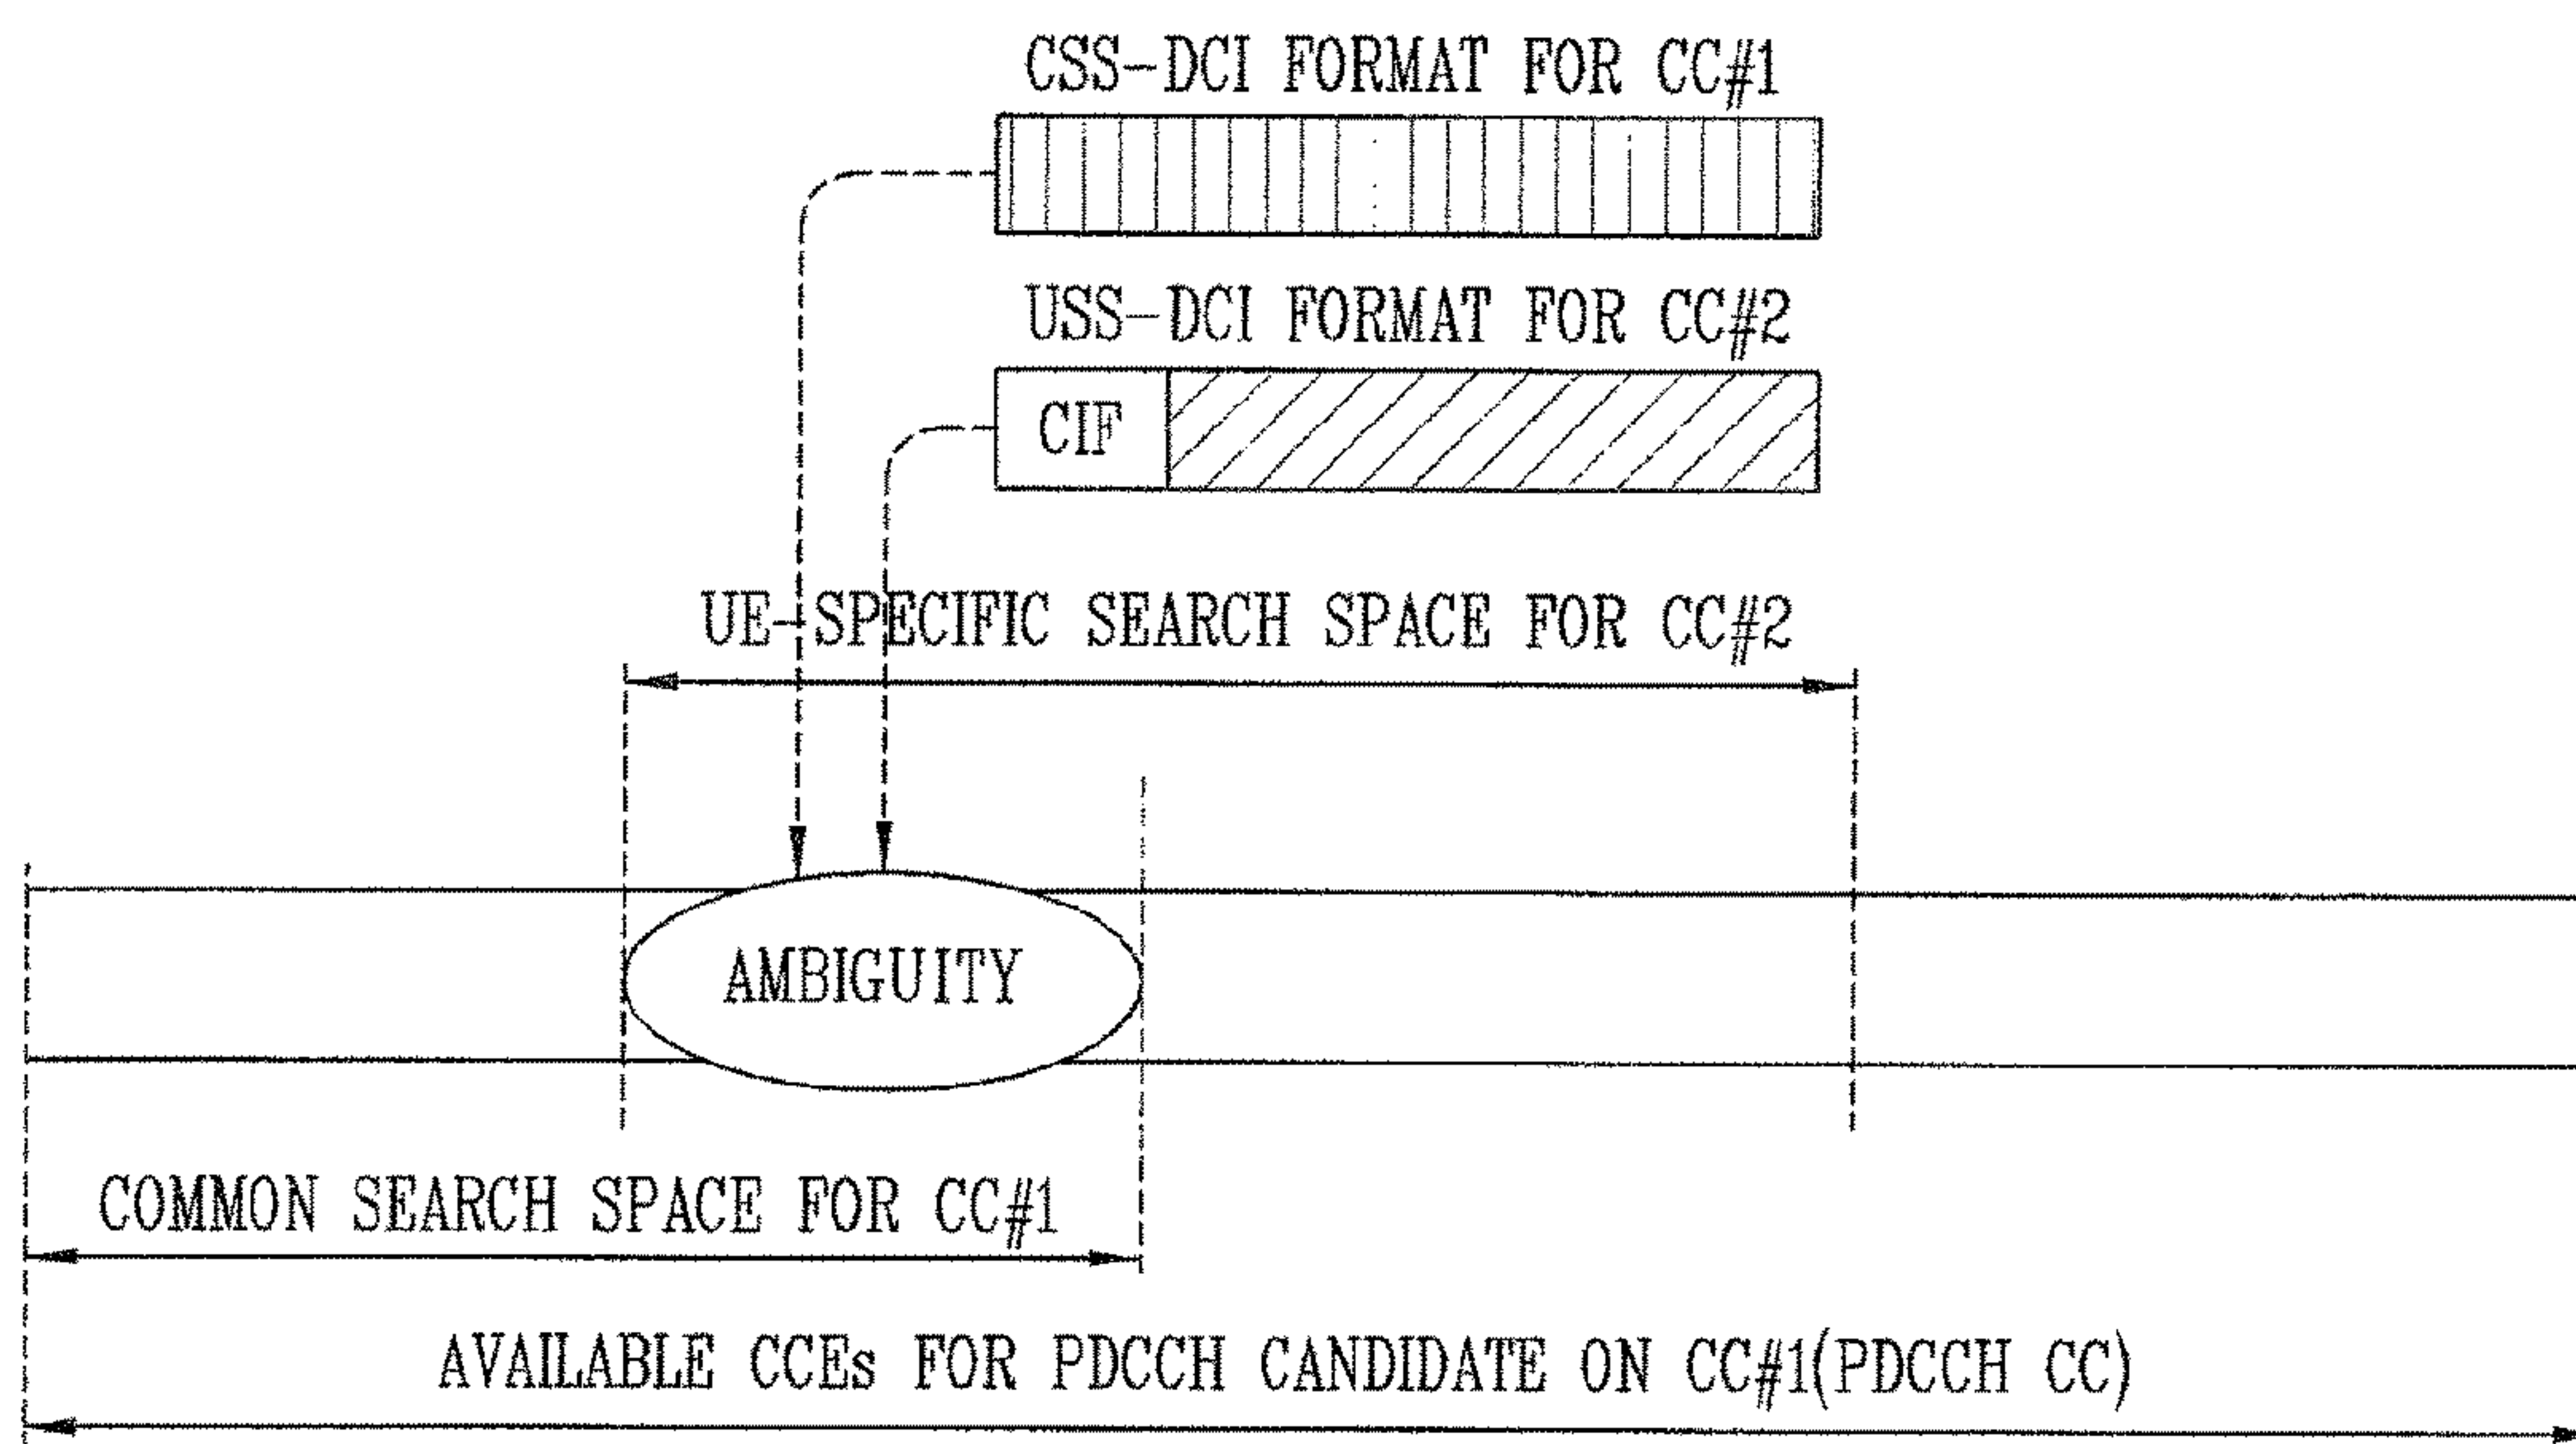 CSS-DCI FORMAT FOR CC#1
USS-DCI FORMAT FOR CC#2
CIF
UE-SPECIFIC SEARCH SPACE FOR CC#2
AMBIGUITY
COMMON SEARCH SPACE FOR CC#1
AVAILABLE CCEs FOR PDCCH CANDIDATE ON CC#1(PDCCH CC)